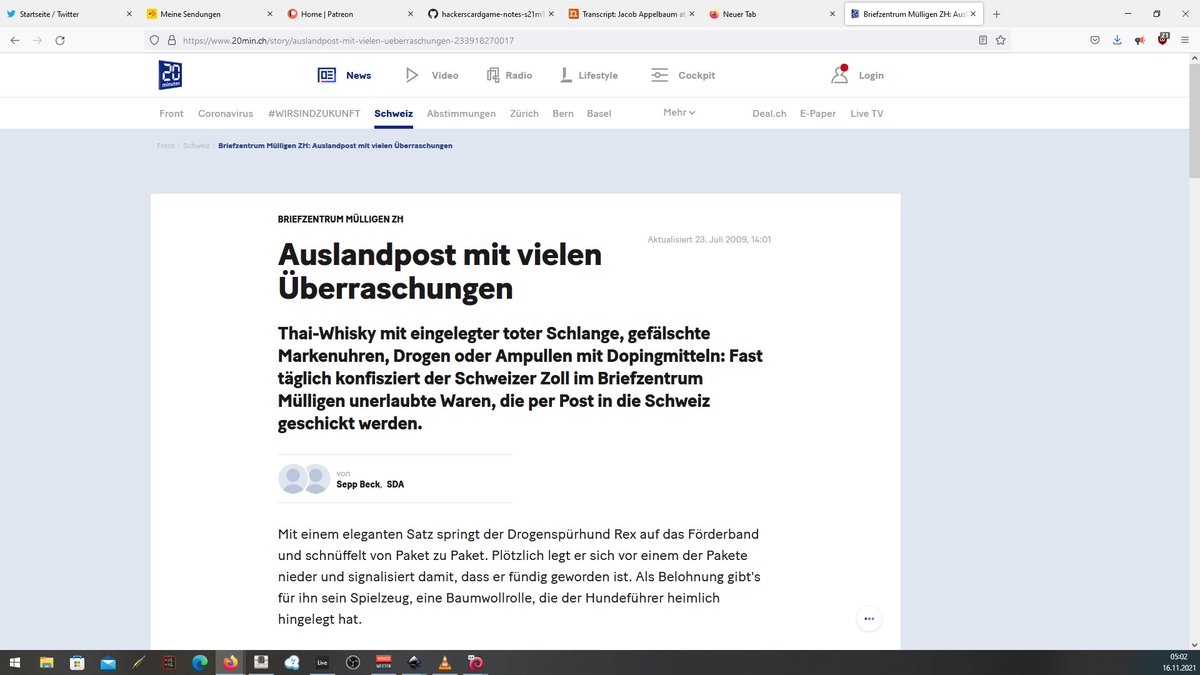 Startseite / Twitter
Meine Sendungen
Home | Patreon
hackerscardgame-notes-s21m1
Transcript: Jacob Appelbaum at
Neuer Tab
Briefzentrum Mülligen ZH: Aus
https://www.20min.ch/story/auslandpost-mit-vielen-ueberraschungen-233918270017
21
20
minuten
News
Video
Radio
Lifestyle
Cockpit
Login
Front
Coronavirus
#WIRSINDZUKUNFT
Schweiz
Abstimmungen
Zürich
Bern
Basel
Mehr
Deal.ch
E-Paper
Live TV
Front | Schweiz | Briefzentrum Mülligen ZH: Auslandpost mit vielen Überraschungen
BRIEFZENTRUM MÜLLIGEN ZH
Auslandpost mit vielen
Überraschungen
Aktualisiert 23. Juli 2009, 14:01
Thai-Whisky mit eingelegter toter Schlange, gefälschte
Markenuhren, Drogen oder Ampullen mit Dopingmitteln: Fast
täglich konfisziert der Schweizer Zoll im Briefzentrum
Mülligen unerlaubte Waren, die per Post in die Schweiz
geschickt werden.
von
Sepp Beck, SDA
Mit einem eleganten Satz springt der Drogenspürhund Rex auf das Förderband
und schnüffelt von Paket zu Paket. Plötzlich legt er sich vor einem der Pakete
nieder und signalisiert damit, dass er fündig geworden ist. Als Belohnung gibt's
für ihn sein Spielzeug, eine Baumwollrolle, die der Hundeführer heimlich
hingelegt hat.
Live
05:02
16.11.2021